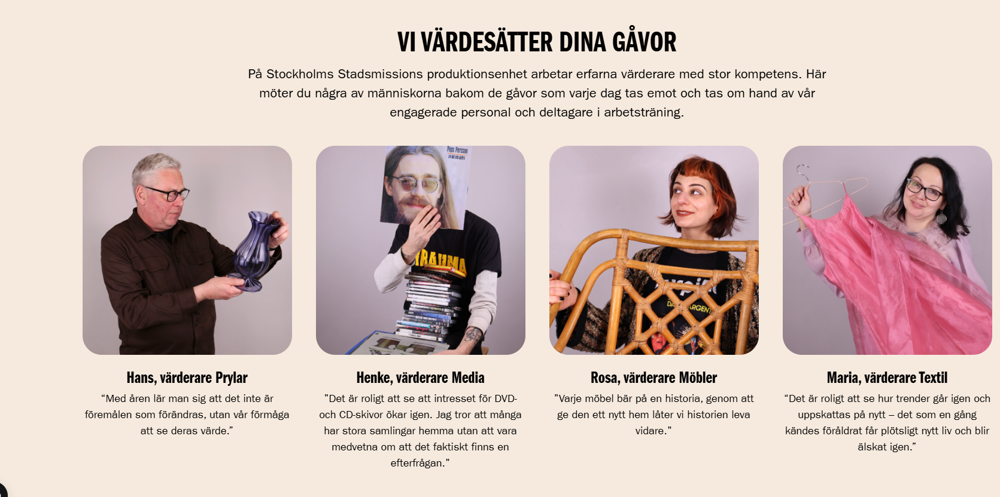 VI VÄRDESÄTTER DINA GÅVOR
På Stockholms Stadsmissions produktionsenhet arbetar erfarna värderare med stor kompetens. Här
möter du några av människorna bakom de gåvor som varje dag tas emot och tas om hand av vår
engagerade personal och deltagare i arbetsträning.
Peps Persson
TRAUMA
ARGENT
Hans, värderare Prylar
“Med åren lär man sig att det inte är
föremålen som förändras, utan vår förmåga
att se deras värde.”
Henke, värderare Media
"Det är roligt att se att intresset för DVD-
och CD-skivor ökar igen. Jag tror att många
har stora samlingar hemma utan att vara
medvetna om att det faktiskt finns en
efterfrågan."
Rosa, värderare Möbler
"Varje möbel bär på en historia, genom att
ge den ett nytt hem låter vi historien leva
vidare."
Maria, värderare Textil
“Det är roligt att se hur trender går igen och
uppskattas på nytt – det som en gång
kändes föråldrat får plötsligt nytt liv och blir
älskat igen.”